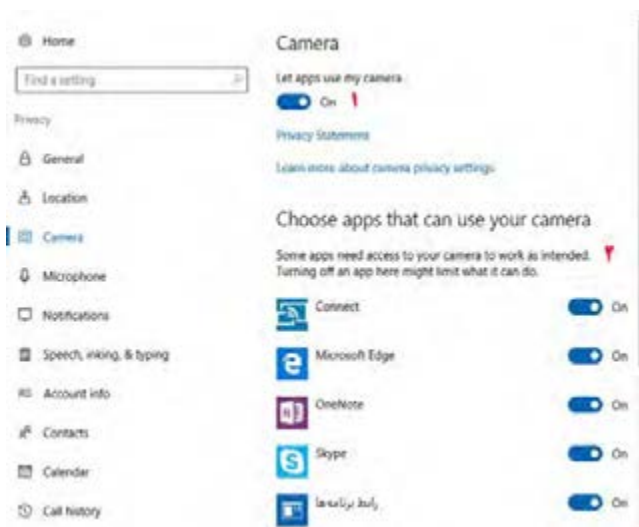 Home
Find a setting
Privacy
General
Location
Camera
Microphone
Notifications
Speech, inking, & typing
Account info
Contacts
Calendar
Call history
Camera
Let apps use my camera
On ۱
Privacy Statement
Learn more about camera privacy settings
Choose apps that can use your camera
Some apps need access to your camera to work as intended. ۲
Turning off an app here might limit what it can do.
Connect On
Microsoft Edge On
OneNote On
Skype On
رابط برنامه‌ها On